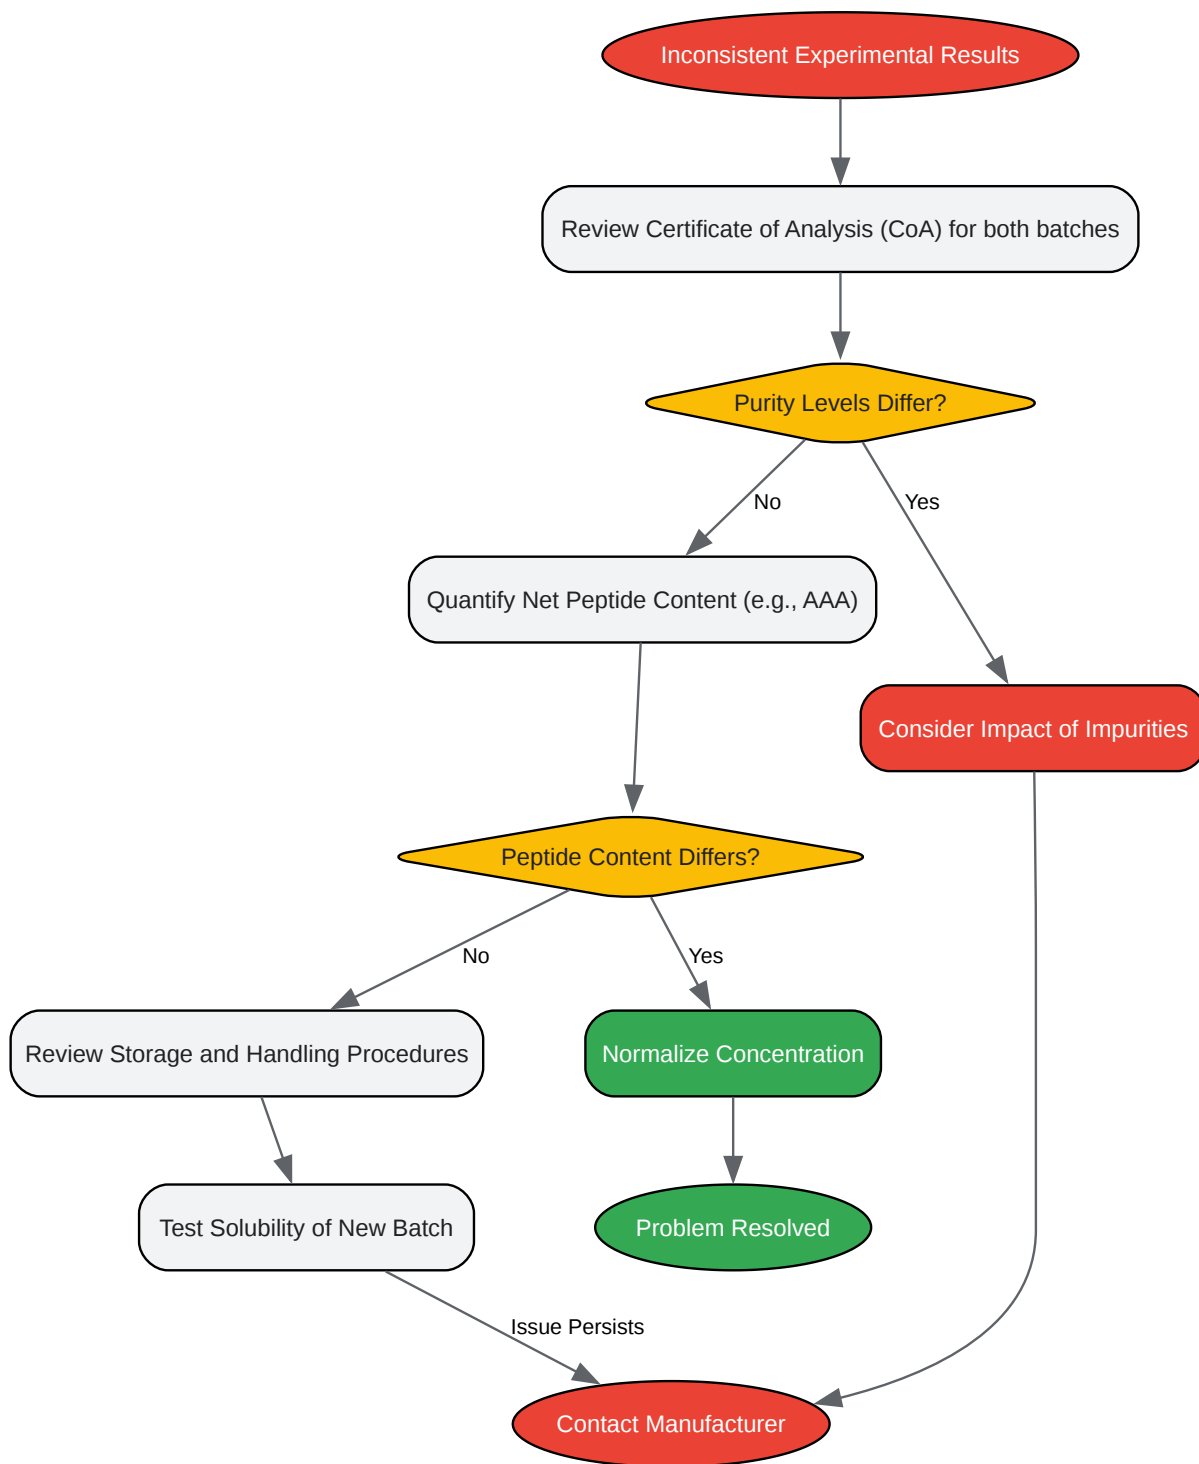 Inconsistent Experimental Results
Review Certificate of Analysis (CoA) for both batches
Purity Levels Differ?
No
Yes
Quantify Net Peptide Content (e.g., AAA)
Consider Impact of Impurities
Peptide Content Differs?
No
Yes
Review Storage and Handling Procedures
Normalize Concentration
Test Solubility of New Batch
Problem Resolved
Issue Persists
Contact Manufacturer